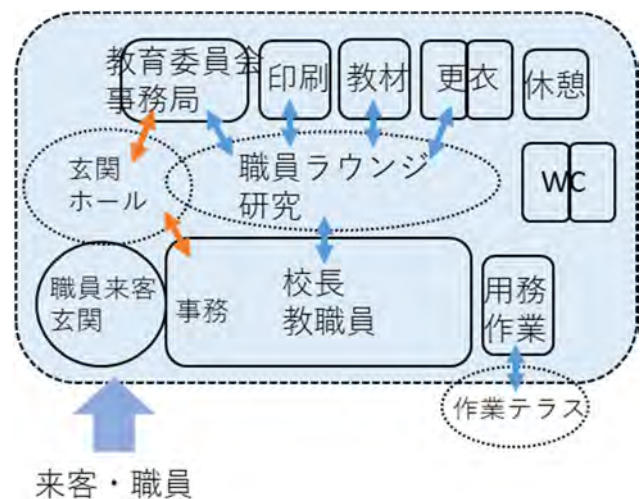 教育委員会
事務局
印刷
教材
更衣
休憩
玄関
ホール
職員ラウンジ
研究
WC
職員来客
玄関
事務
校長
教職員
用務
作業
作業テラス
来客・職員